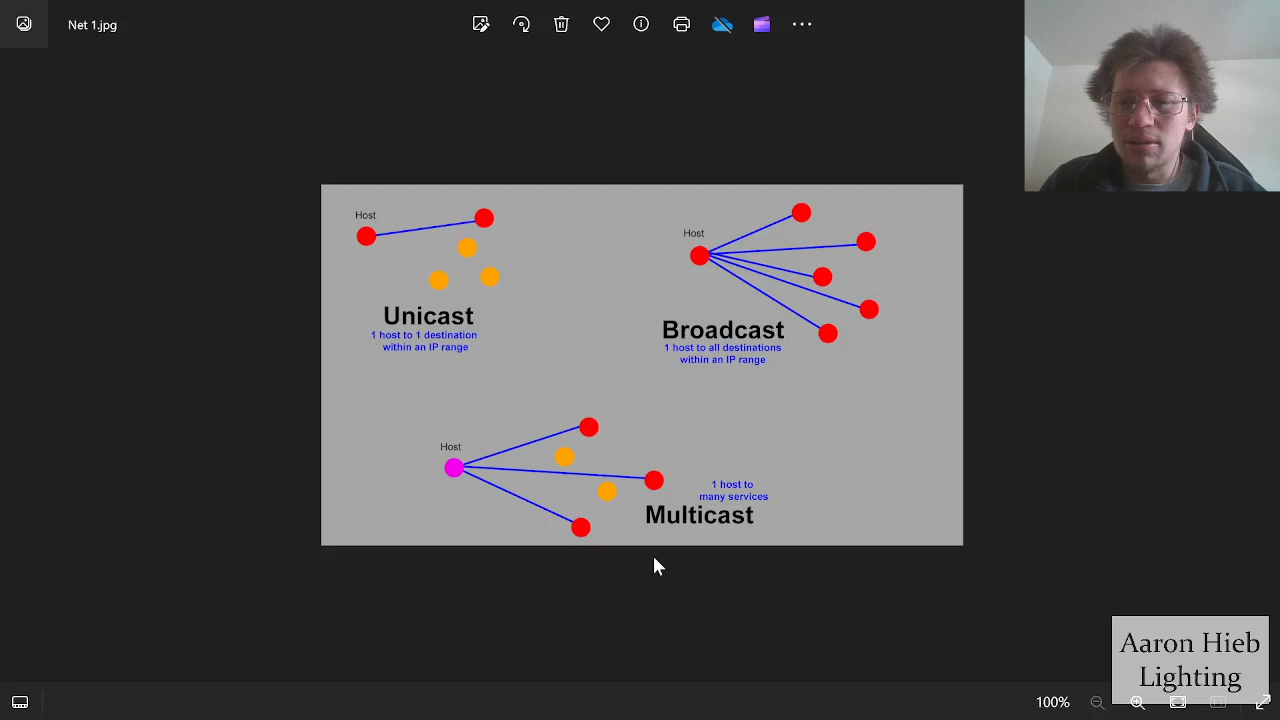 Net 1.jpg
Host
Unicast
1 host to 1 destination
within an IP range
Host
Broadcast
1 host to all destinations
within an IP range
Host
1 host to
many services
Multicast
Aaron Hieb
Lighting
100%